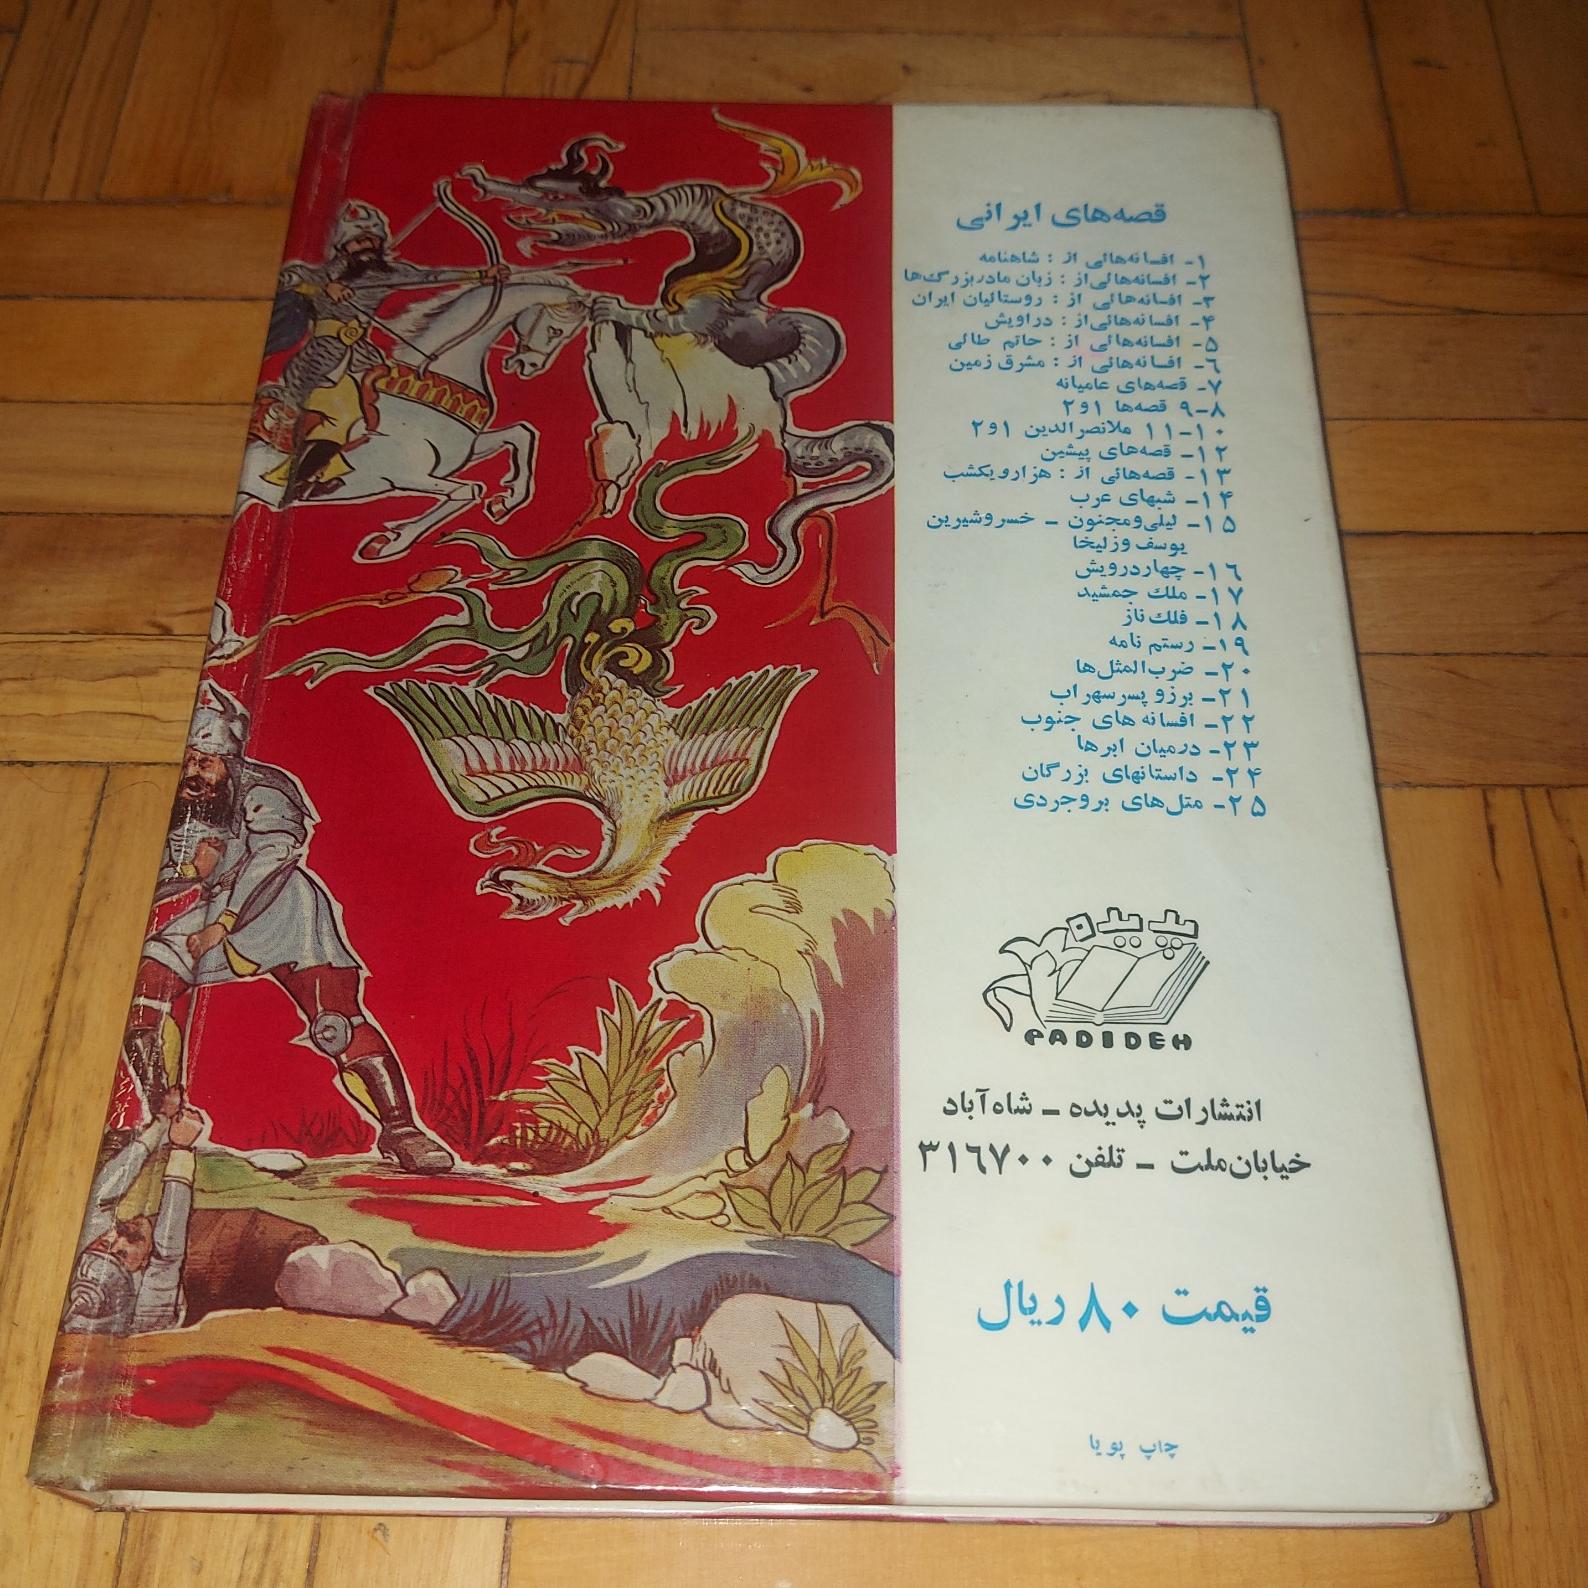 قصه‌های ایرانی
۱- افسانه‌هائی از : شاهنامه
۲- افسانه‌هائی‌از : زبان مادربزرگ‌ها
۳- افسانه‌هائی از : روستائیان ایران
۴- افسانه‌هائی‌از : دراویش
۵- افسانه‌هائی از : حاتم طائی
۶- افسانه‌هائی از : مشرق زمین
۷- قصه‌های عامیانه
۸-۹ قصه‌ها ۱و۲
۱۰-۱۱ ملانصرالدین ۱و۲
۱۲- قصه‌های پیشین
۱۳- قصه‌هائی از : هزارویکشب
۱۴- شبهای عرب
۱۵- لیلی‌ومجنون - خسروشیرین
یوسف وزلیخا
۱۶- چهاردرویش
۱۷- ملک جمشید
۱۸- فلک ناز
۱۹- رستم نامه
۲۰- ضرب‌المثل‌ها
۲۱- برزو پسرسهراب
۲۲- افسانه های جنوب
۲۳- درمیان ابرها
۲۴- داستانهای بزرگان
۲۵- متل‌های بروجردی
پدیده
PADIDEH
انتشارات پدیده - شاه‌آباد
خیابان‌ملت - تلفن ۳۱۶۷۰۰
قیمت ۸۰ ریال
چاپ پویا